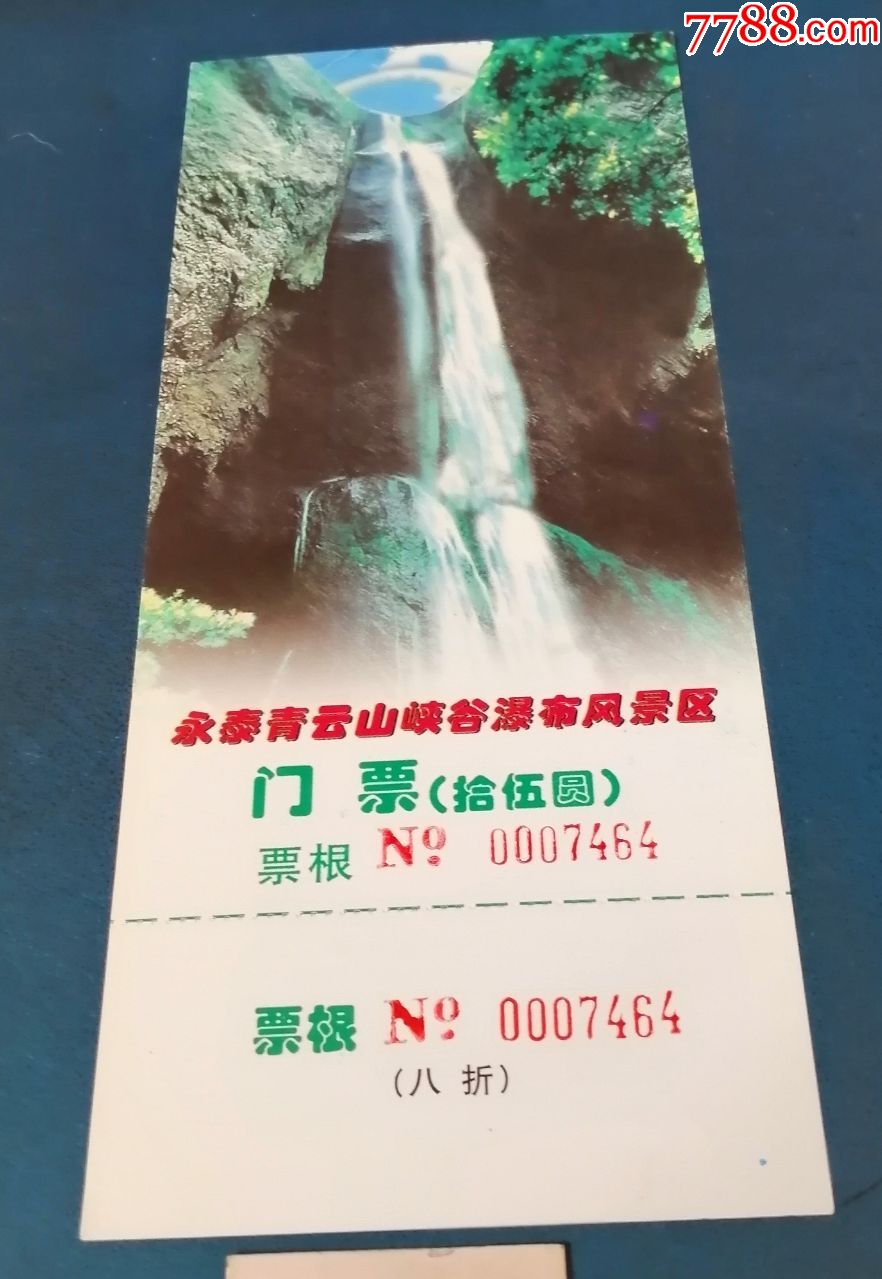 7788.com
永泰青云山峡谷瀑布风景区
门 票(拾伍圆)
票根 Nº 0007464
票根 Nº 0007464
(八 折)